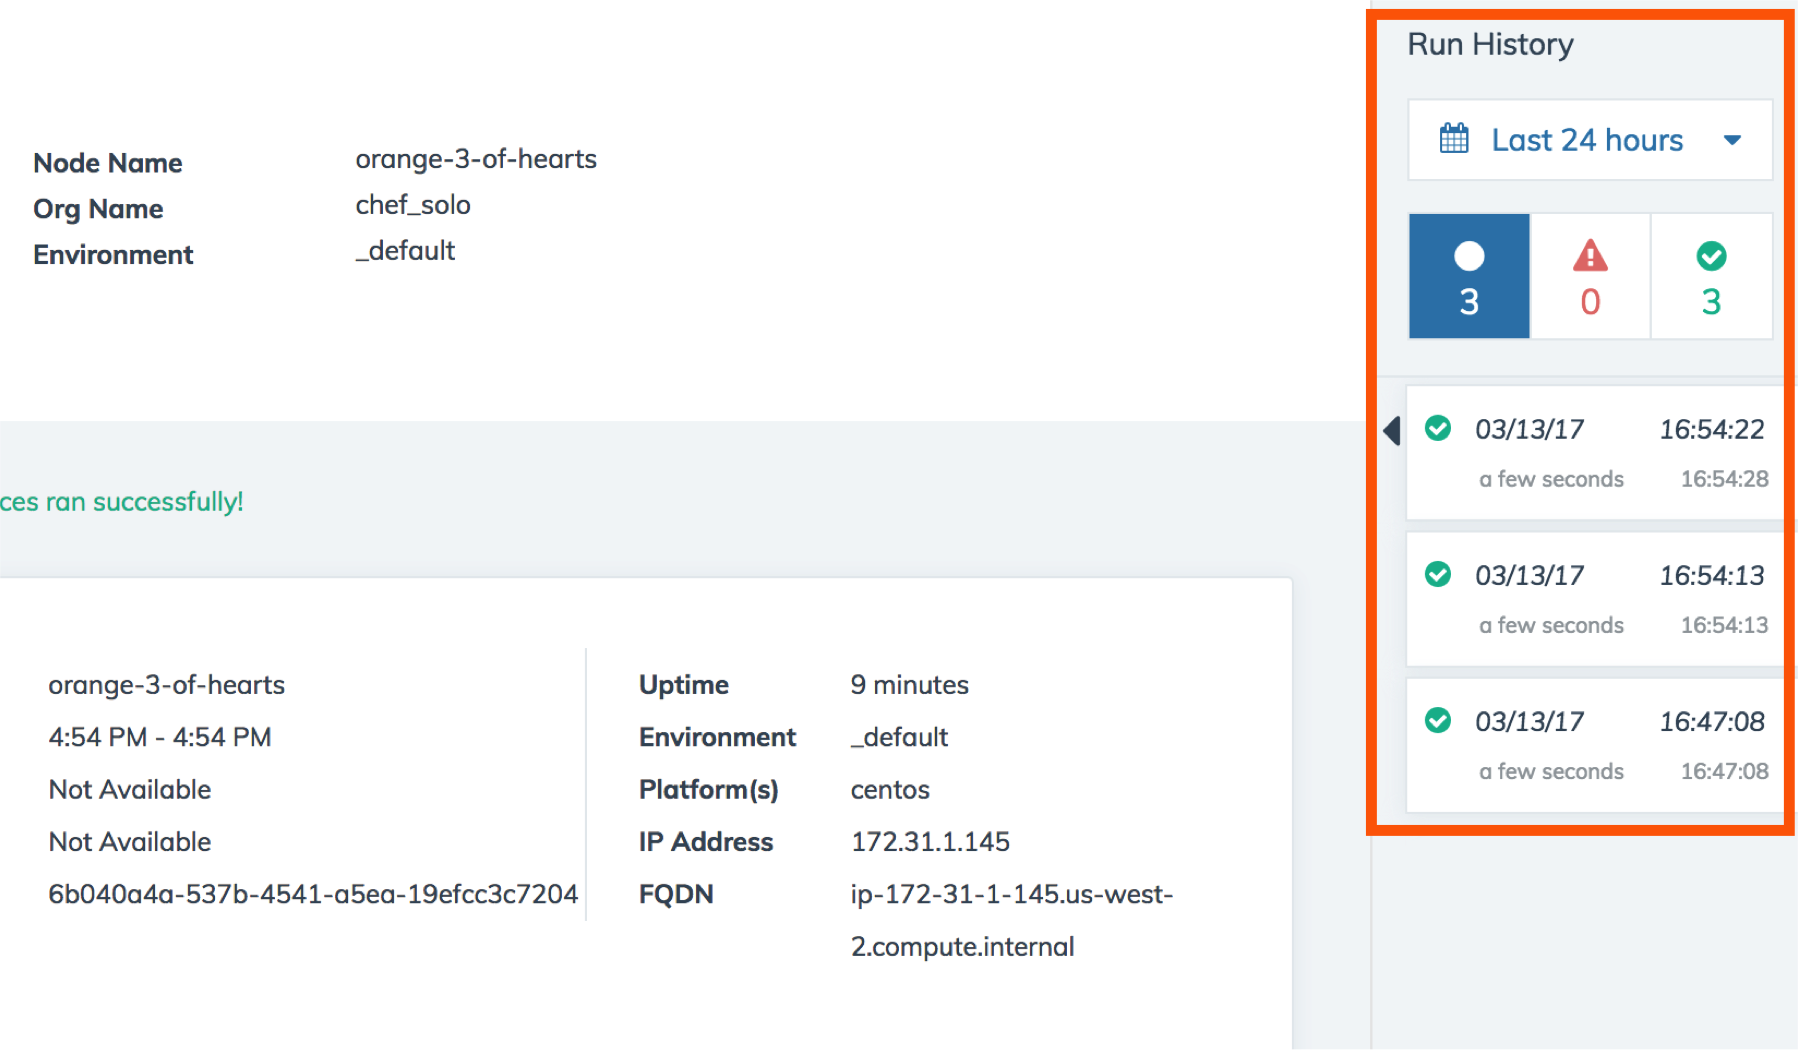 Node Name orange-3-of-hearts
Org Name chef_solo
Environment _default
ces ran successfully!
orange-3-of-hearts
4:54 PM - 4:54 PM
Not Available
Not Available
6b040a4a-537b-4541-a5ea-19efcc3c7204
Uptime 9 minutes
Environment _default
Platform(s) centos
IP Address 172.31.1.145
FQDN ip-172-31-1-145.us-west-
2.compute.internal
Run History
Last 24 hours
3 0 3
03/13/17 16:54:22
a few seconds 16:54:28
03/13/17 16:54:13
a few seconds 16:54:13
03/13/17 16:47:08
a few seconds 16:47:08